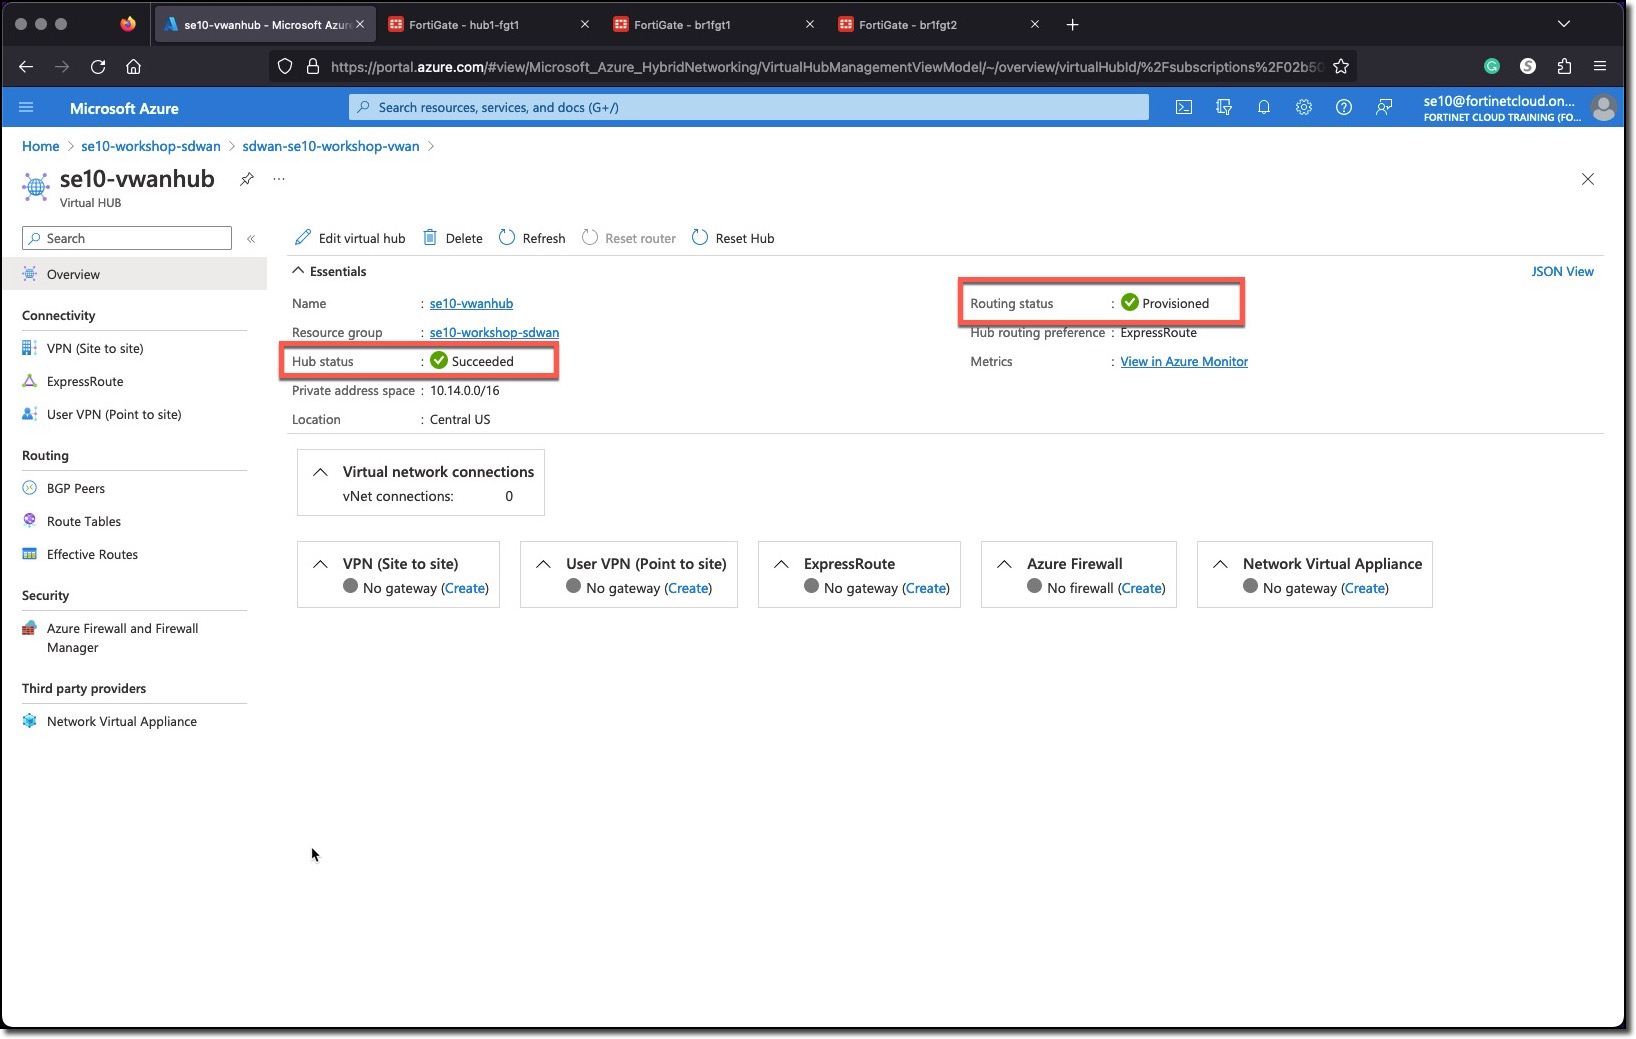 se10-vwanhub - Microsoft Azure
FortiGate - hub1-fgt1
FortiGate - br1fgt1
FortiGate - br1fgt2
https://portal.azure.com/#view/Microsoft_Azure_HybridNetworking/VirtualHubManagementViewModel/~/overview/virtualHubId/%2Fsubscriptions%2F02b50
Microsoft Azure
Search resources, services, and docs (G+/)
se10@fortinetcloud.on...
FORTINET CLOUD TRAINING (FO...
Home > se10-workshop-sdwan > sdwan-se10-workshop-vwan >
se10-vwanhub
...
Virtual HUB
Search
«
Edit virtual hub
Delete
Refresh
Reset router
Reset Hub
Overview
Connectivity
VPN (Site to site)
ExpressRoute
User VPN (Point to site)
Routing
BGP Peers
Route Tables
Effective Routes
Security
Azure Firewall and Firewall
Manager
Third party providers
Network Virtual Appliance
Essentials
JSON View
Name : se10-vwanhub
Resource group : se10-workshop-sdwan
Hub status : Succeeded
Private address space : 10.14.0.0/16
Location : Central US
Routing status : Provisioned
Hub routing preference : ExpressRoute
Metrics : View in Azure Monitor
Virtual network connections
vNet connections: 0
VPN (Site to site)
No gateway (Create)
User VPN (Point to site)
No gateway (Create)
ExpressRoute
No gateway (Create)
Azure Firewall
No firewall (Create)
Network Virtual Appliance
No gateway (Create)